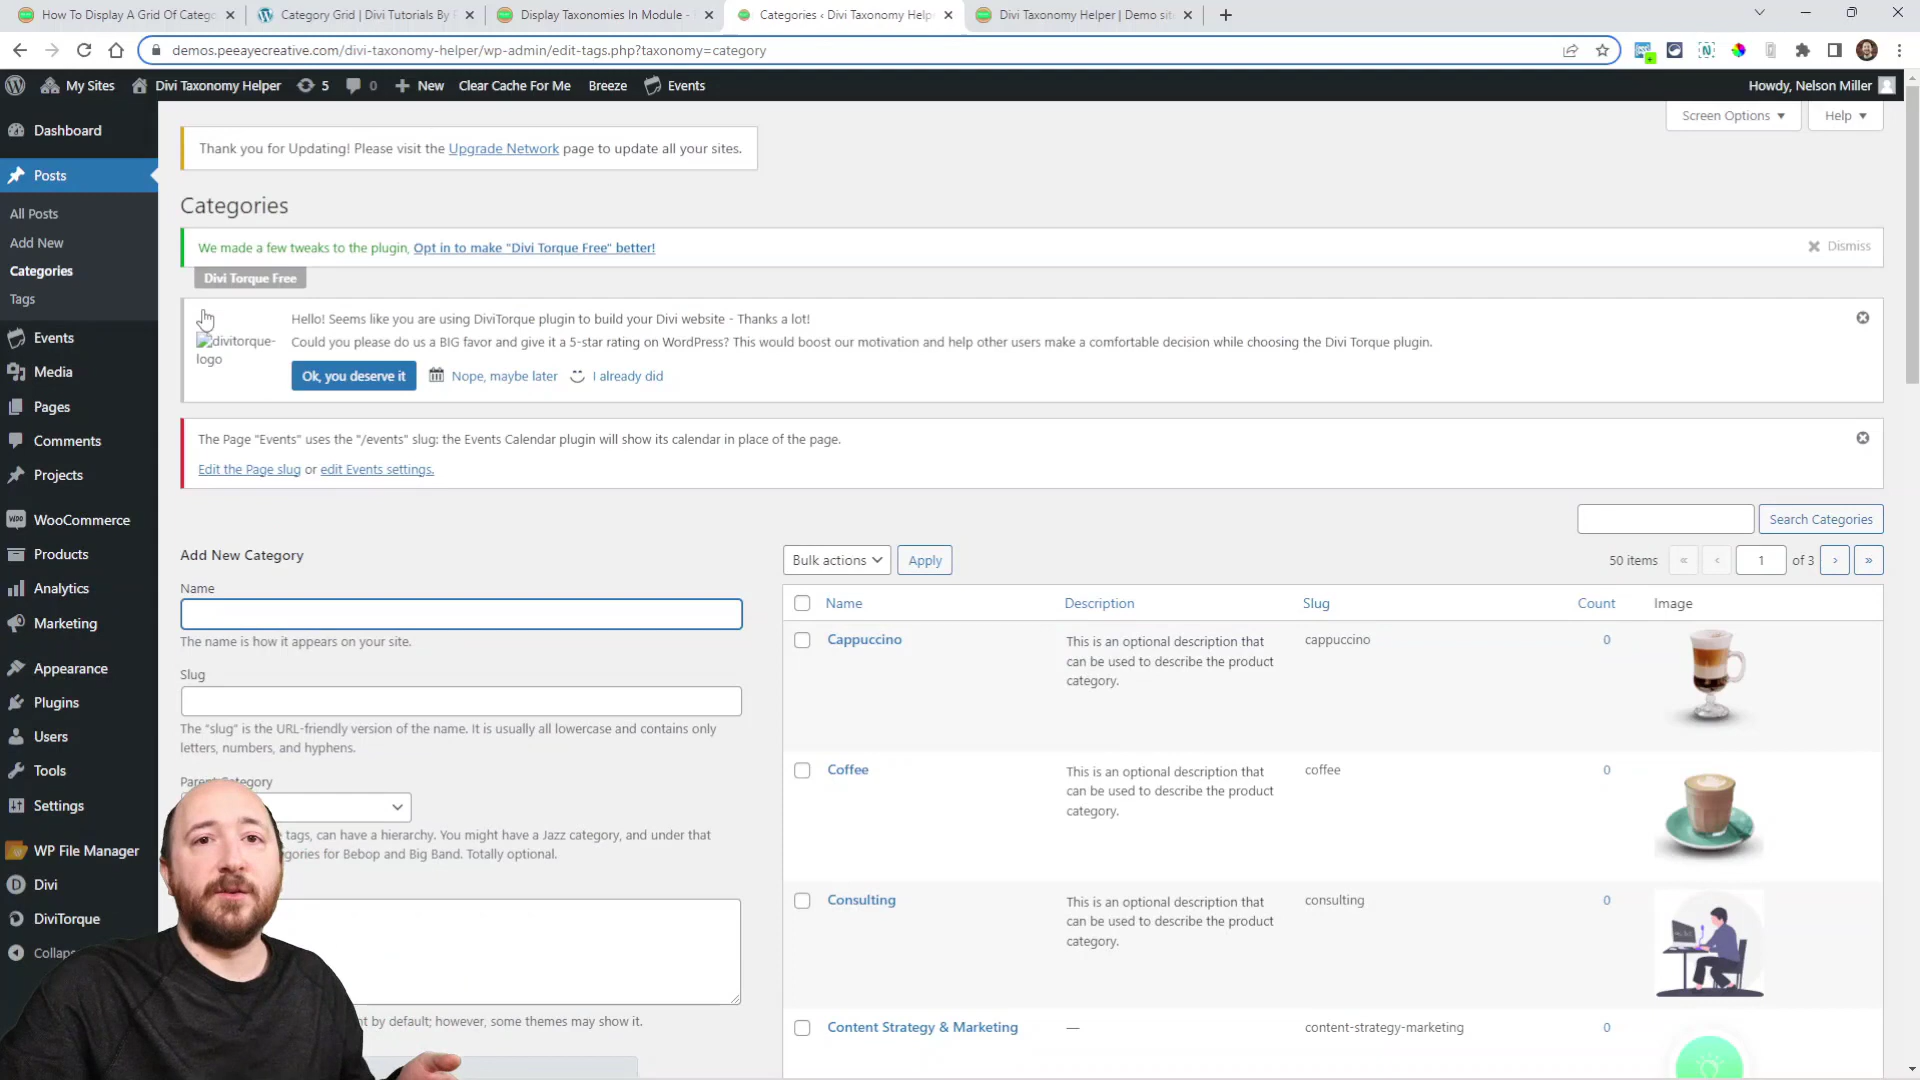 How To Display A Grid Of Catego
Category Grid | Divi Tutorials By P
Display Taxonomies In Module -
Categories ‹ Divi Taxonomy Help
Divi Taxonomy Helper | Demo sit
demos.peeayecreative.com/divi-taxonomy-helper/wp-admin/edit-tags.php?taxonomy=category
My Sites
Divi Taxonomy Helper
5
0
New
Clear Cache For Me
Breeze
Events
Howdy, Nelson Miller
Screen Options
Help
Dashboard
Posts
All Posts
Add New
Categories
Tags
Events
Media
Pages
Comments
Projects
WooCommerce
Products
Analytics
Marketing
Appearance
Plugins
Users
Tools
Settings
WP File Manager
Divi
DiviTorque
Collaps
Thank you for Updating! Please visit the Upgrade Network page to update all your sites.
Categories
We made a few tweaks to the plugin, Opt in to make "Divi Torque Free" better!
Dismiss
Divi Torque Free
divitorque-
logo
Hello! Seems like you are using DiviTorque plugin to build your Divi website - Thanks a lot!
Could you please do us a BIG favor and give it a 5-star rating on WordPress? This would boost our motivation and help other users make a comfortable decision while choosing the Divi Torque plugin.
Ok, you deserve it
Nope, maybe later
I already did
The Page "Events" uses the "/events" slug: the Events Calendar plugin will show its calendar in place of the page.
Edit the Page slug or edit Events settings.
Search Categories
Add New Category
Name
The name is how it appears on your site.
Slug
The "slug" is the URL-friendly version of the name. It is usually all lowercase and contains only
letters, numbers, and hyphens.
Parent Category
tags, can have a hierarchy. You might have a Jazz category, and under that
gories for Bebop and Big Band. Totally optional.
nt by default; however, some themes may show it.
Bulk actions
Apply
50 items
«
‹
1
of 3
›
»
Name
Description
Slug
Count
Image
Cappuccino
This is an optional description that
can be used to describe the product
category.
cappuccino
0
Coffee
This is an optional description that
can be used to describe the product
category.
coffee
0
Consulting
This is an optional description that
can be used to describe the product
category.
consulting
0
Content Strategy & Marketing
—
content-strategy-marketing
0